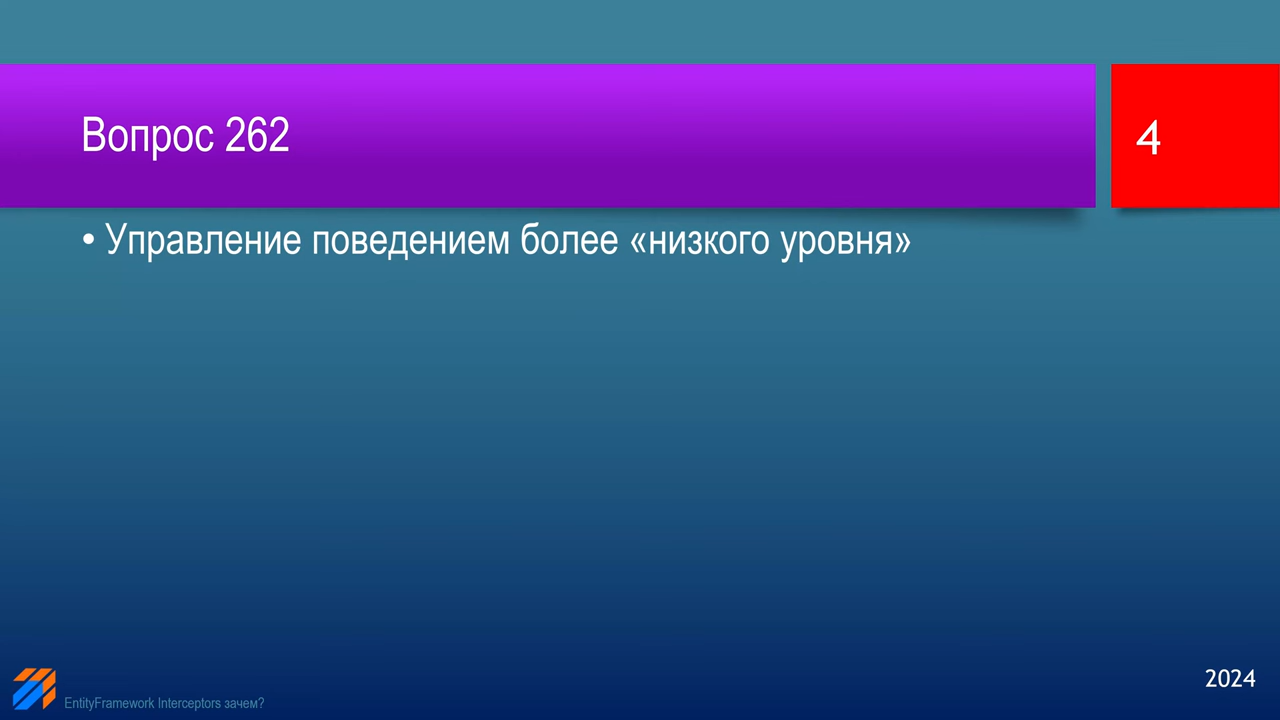 Вопрос 262
4
• Управление поведением более «низкого уровня»
2024
EntityFramework Interceptors зачем?